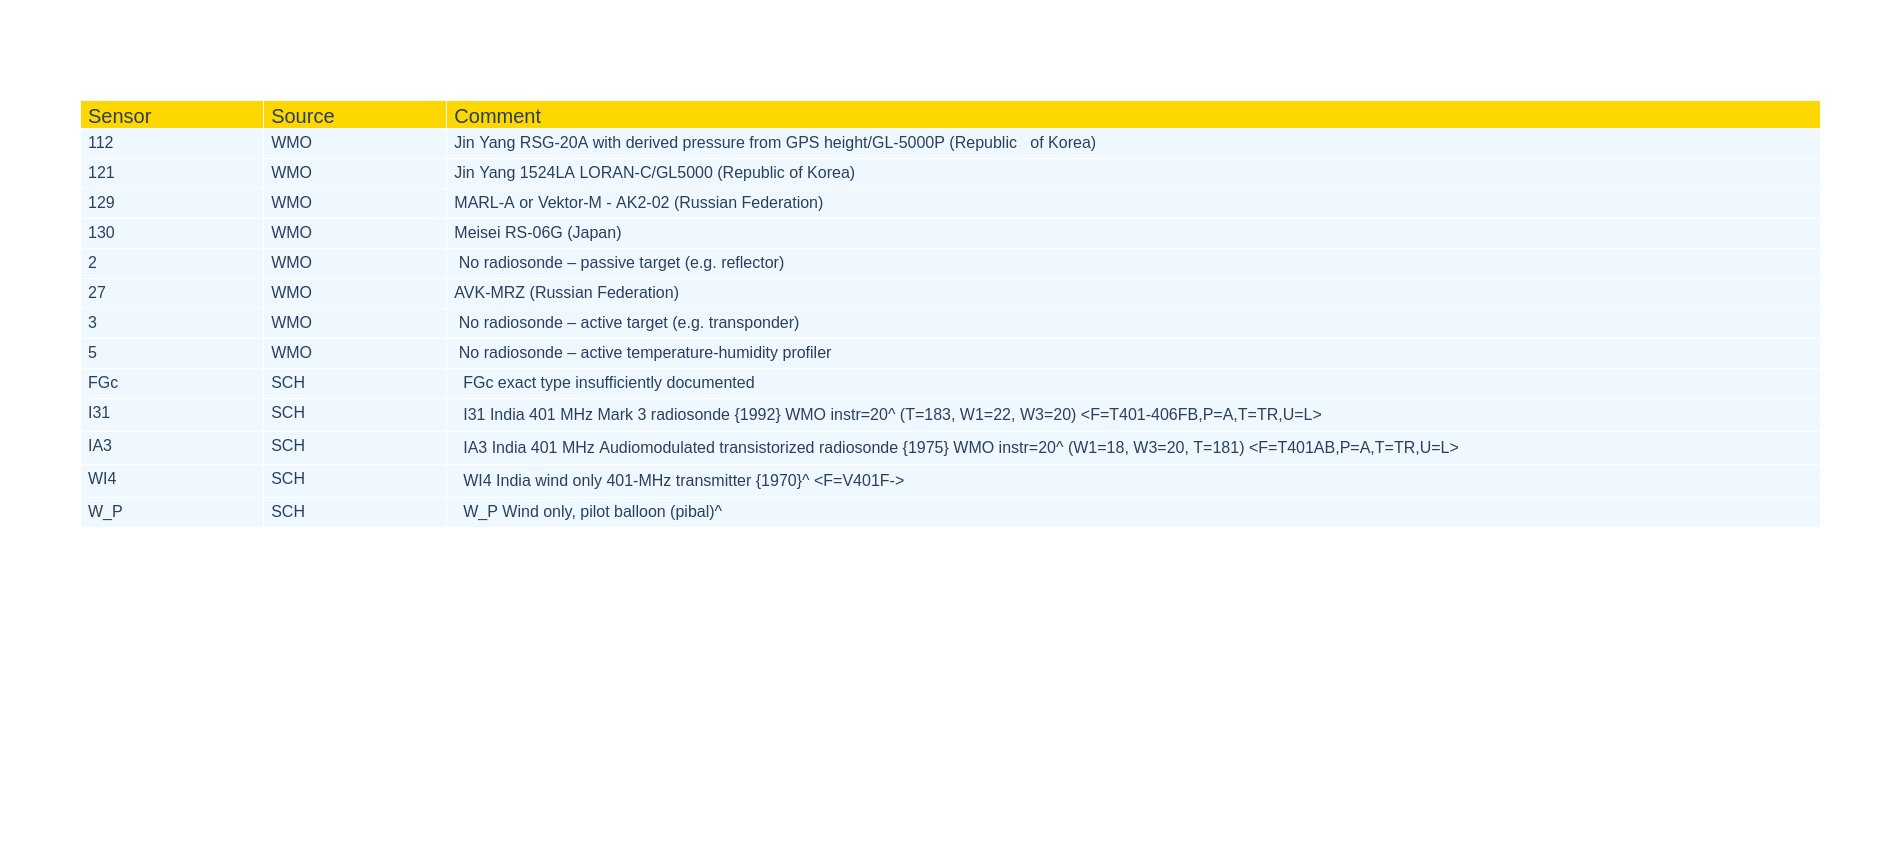 Sensor Source Comment
112 WMO Jin Yang RSG-20A with derived pressure from GPS height/GL-5000P (Republic   of Korea)
121 WMO Jin Yang 1524LA LORAN-C/GL5000 (Republic of Korea)
129 WMO MARL-A or Vektor-M - AK2-02 (Russian Federation)
130 WMO Meisei RS-06G (Japan)
2 WMO No radiosonde – passive target (e.g. reflector)
27 WMO AVK-MRZ (Russian Federation)
3 WMO No radiosonde – active target (e.g. transponder)
5 WMO No radiosonde – active temperature-humidity profiler
FGc SCH FGc exact type insufficiently documented
I31 SCH I31 India 401 MHz Mark 3 radiosonde {1992} WMO instr=20^ (T=183, W1=22, W3=20) <F=T401-406FB,P=A,T=TR,U=L>
IA3 SCH IA3 India 401 MHz Audiomodulated transistorized radiosonde {1975} WMO instr=20^ (W1=18, W3=20, T=181) <F=T401AB,P=A,T=TR,U=L>
WI4 SCH WI4 India wind only 401-MHz transmitter {1970}^ <F=V401F->
W_P SCH W_P Wind only, pilot balloon (pibal)^